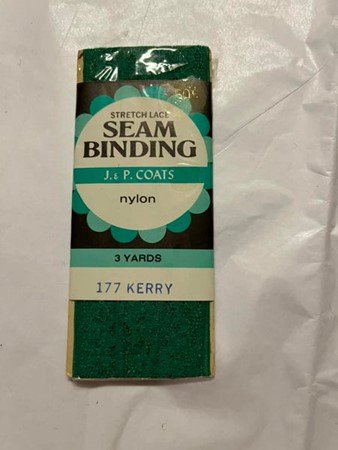 STRETCH LACE
SEAM
BINDING
J. & P. COATS
nylon
3 YARDS
177 KERRY